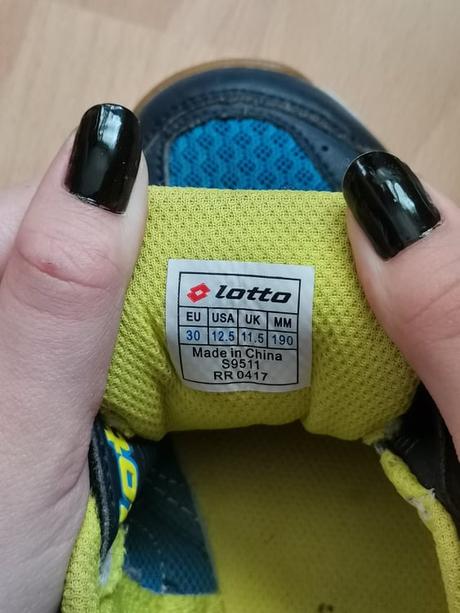 lotto
EU USA UK MM
30 12.5 11.5 190
Made in China
S9511
RR 0417